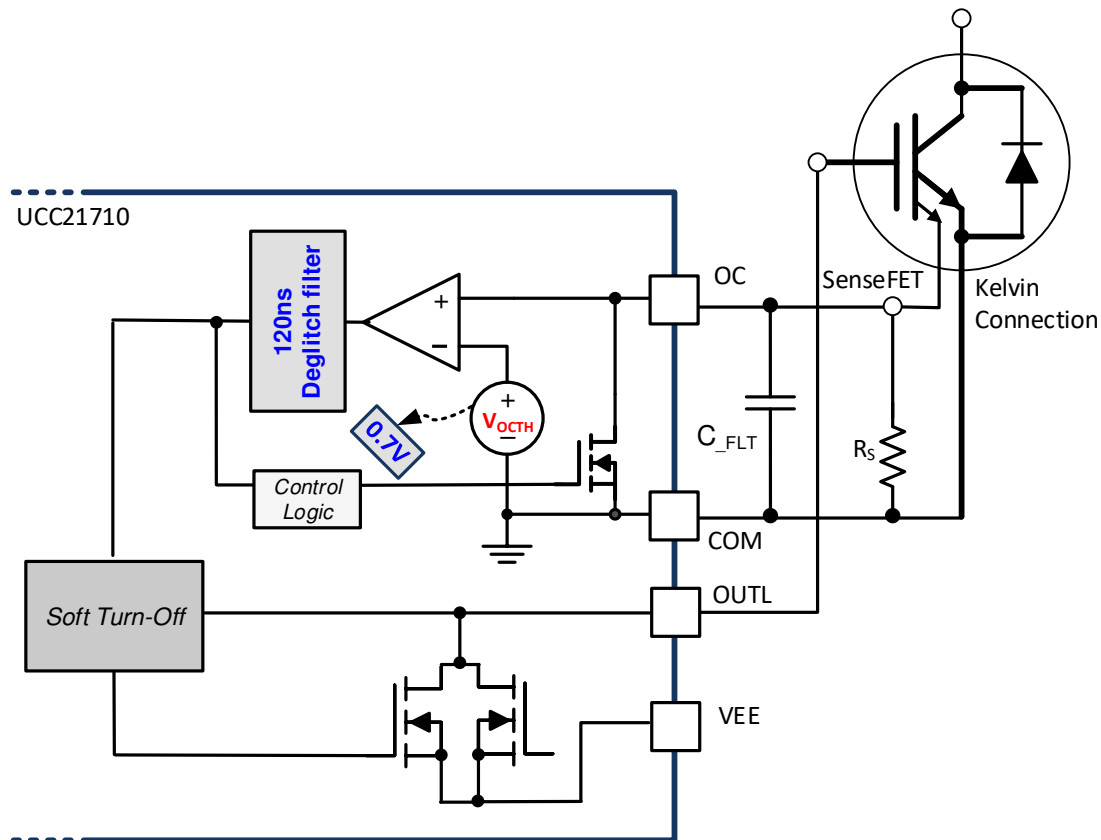 UCC21710
120ns
Deglitch filter
+
−
+
VOCTH
−
0.7V
Control
Logic
Soft Turn-Off
OC
SenseFET
Kelvin
Connection
C_FLT
RS
COM
OUTL
VEE